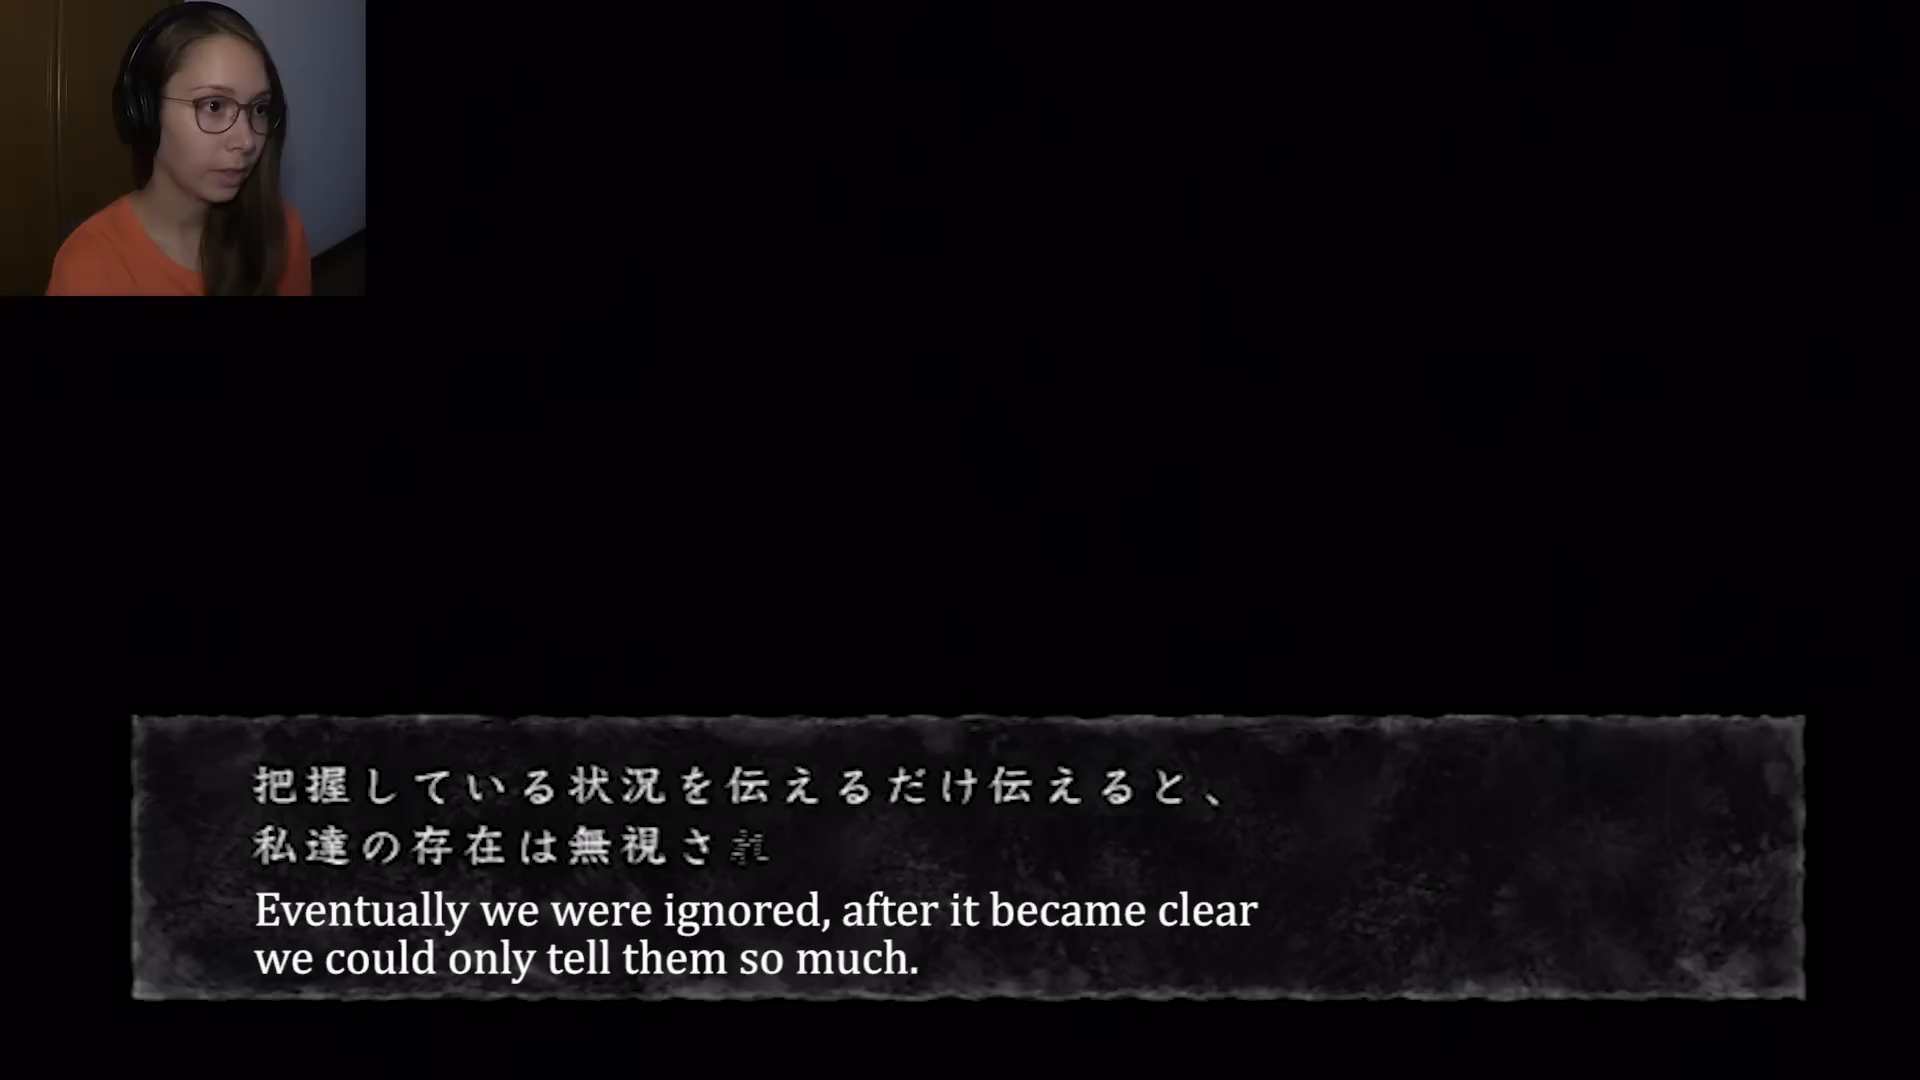 把握している状況を伝えるだけ伝えると、
私達の存在は無視され
Eventually we were ignored, after it became clear
we could only tell them so much.